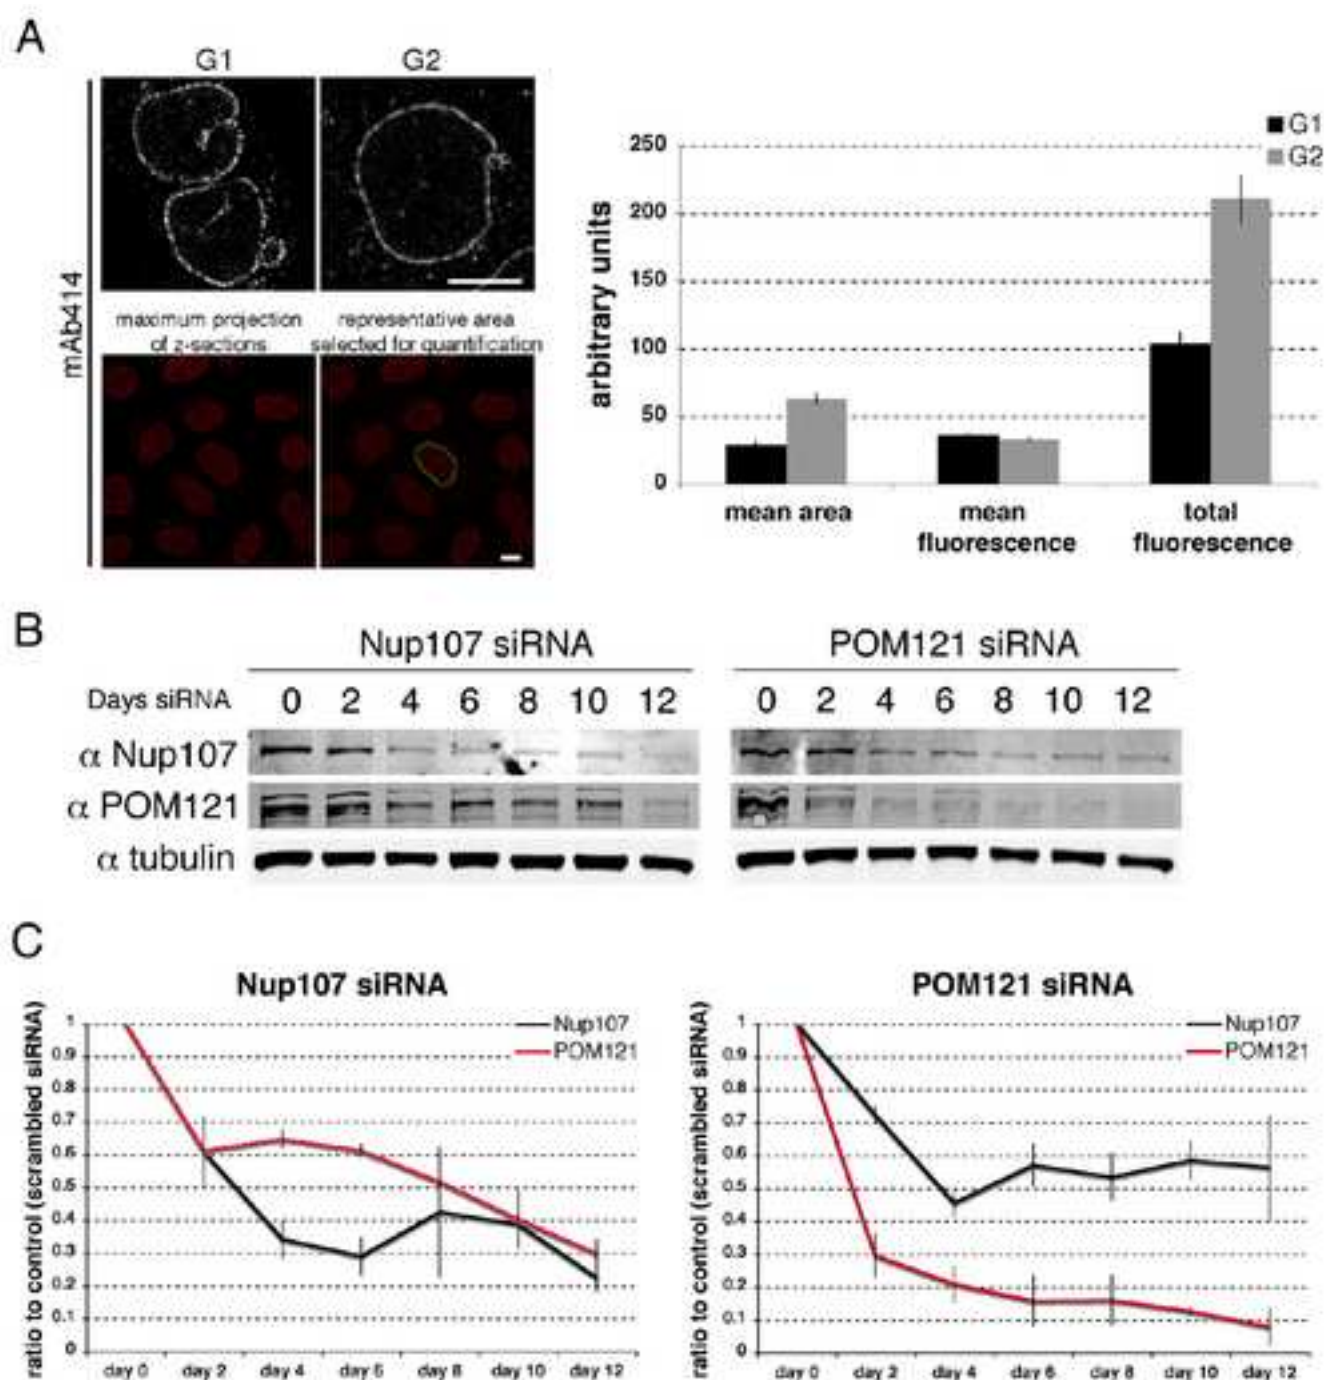 A
G1 G2
mAb414
maximum projection
of z-sections
representative area
selected for quantification
G1
G2
arbitrary units
250
200
150
100
50
0
mean area
mean
fluorescence
total
fluorescence
B
Nup107 siRNA POM121 siRNA
Days siRNA 0 2 4 6 8 10 12 0 2 4 6 8 10 12
α Nup107
α POM121
α tubulin
C
Nup107 siRNA
ratio to control (scrambled siRNA)
Nup107
POM121
1
0.9
0.8
0.7
0.6
0.5
0.4
0.3
0.2
0.1
0
day 0 day 2 day 4 day 6 day 8 day 10 day 12
POM121 siRNA
ratio to control (scrambled siRNA)
Nup107
POM121
1
0.9
0.8
0.7
0.6
0.5
0.4
0.3
0.2
0.1
0
day 0 day 2 day 4 day 6 day 8 day 10 day 12